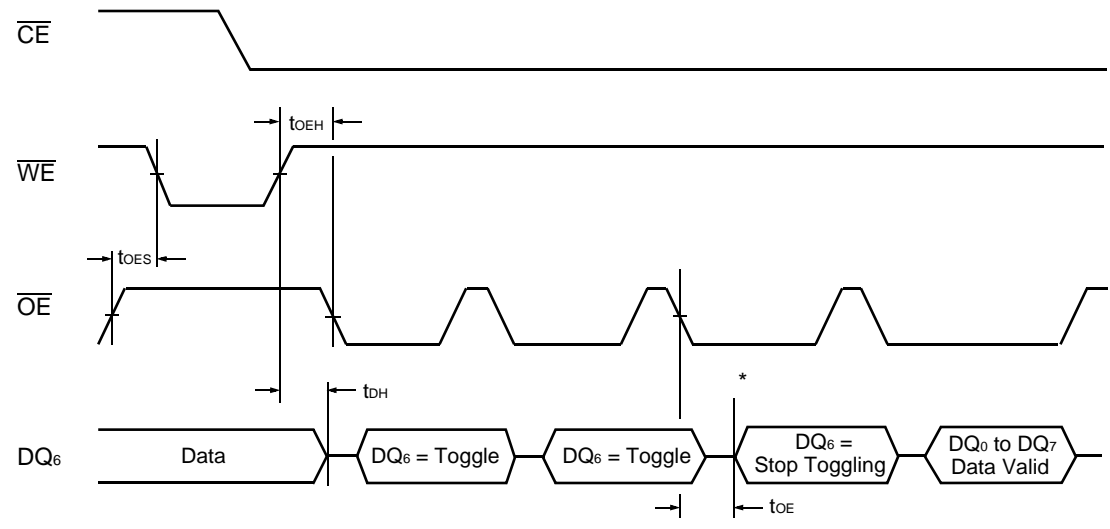 CE
tOEH
WE
tOES
OE
*
tDH
DQ6
Data
DQ6 = Toggle
DQ6 = Toggle
DQ6 =
Stop Toggling
DQ0 to DQ7
Data Valid
tOE